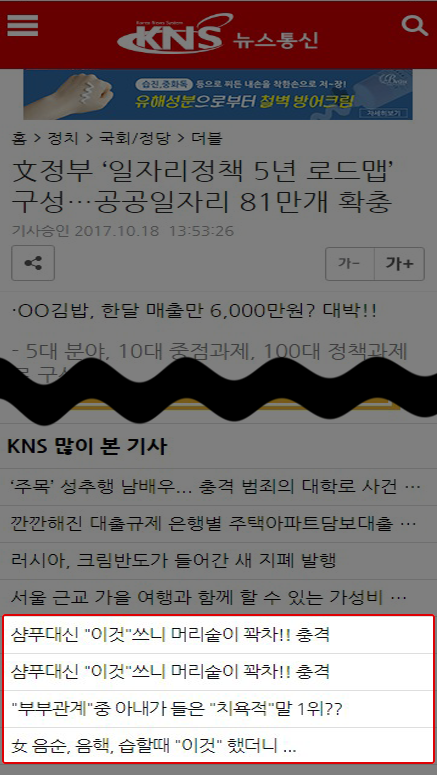 Korea News System
KNS 뉴스통신
습진,중화독 등으로 찌든 내손을 착한손으로 저~장!
유해성분으로부터 철벽 방어크림
자세히보기
홈 > 정치 > 국회/정당 > 더블
文정부 ‘일자리정책 5년 로드맵’
구성…공공일자리 81만개 확충
기사승인 2017.10.18 13:53:26
가- 가+
·OO김밥, 한달 매출만 6,000만원? 대박!!
- 5대 분야, 10대 중점과제, 100대 정책과제
로 구성
KNS 많이 본 기사
‘주목’ 성추행 남배우... 충격 범죄의 대학로 사건 …
깐깐해진 대출규제 은행별 주택아파트담보대출 …
러시아, 크림반도가 들어간 새 지폐 발행
서울 근교 가을 여행과 함께 할 수 있는 가성비 …
샴푸대신 "이것"쓰니 머리숱이 꽉차!! 충격
샴푸대신 "이것"쓰니 머리숱이 꽉차!! 충격
"부부관계"중 아내가 들은 "치욕적"말 1위??
女 음순, 음핵, 습할때 "이것" 했더니 ...